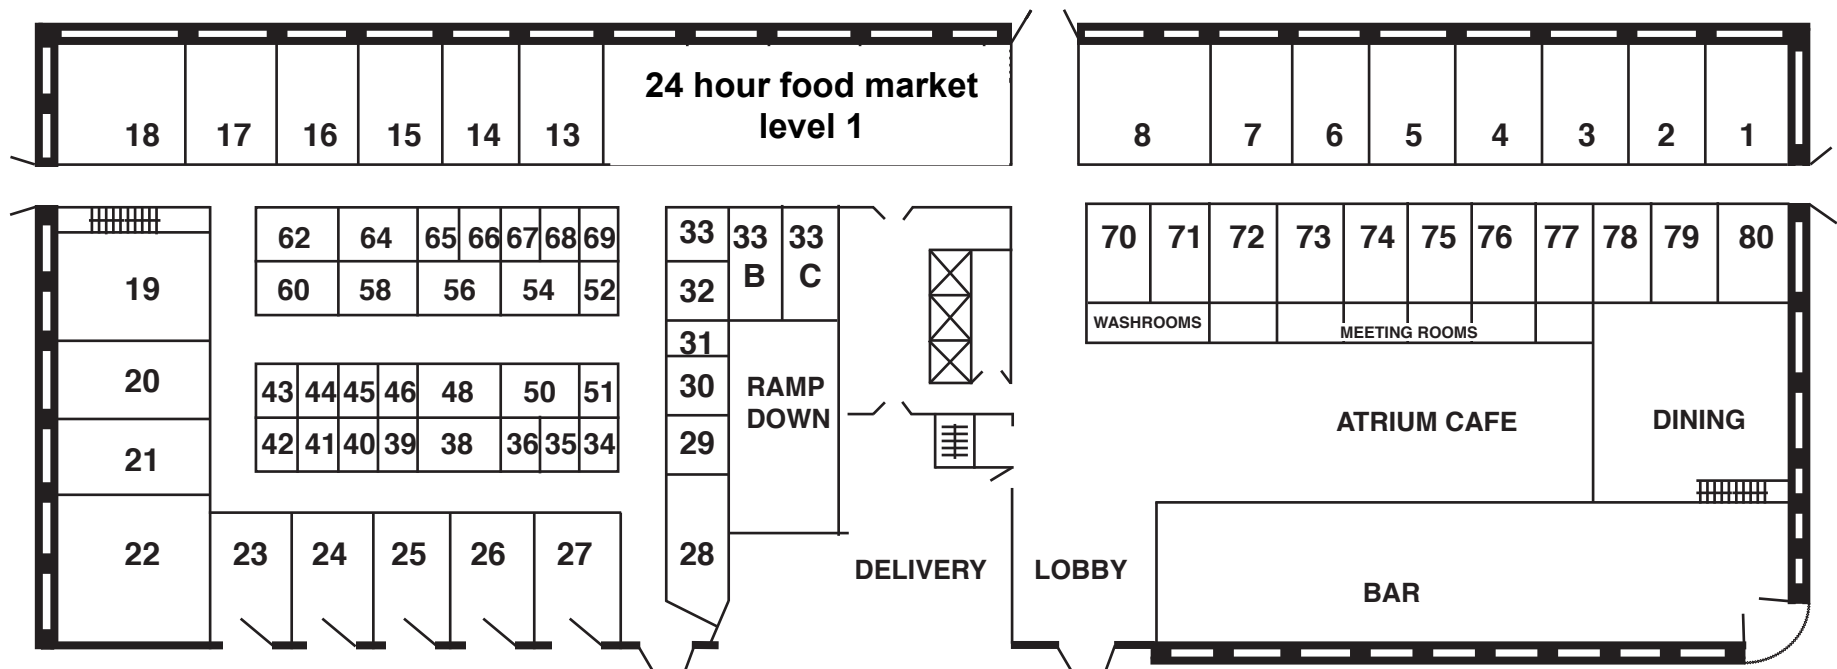 24 hour food market
level 1
18 17 16 15 14 13
8 7 6 5 4 3 2 1
62 64 65 66 67 68 69
60 58 56 54 52
43 44 45 46 48 50 51
42 41 40 39 38 36 35 34
19
20
21
22
23 24 25 26 27
33
32
31
30
29
28
33
B
33
C
RAMP
DOWN
DELIVERY
LOBBY
70 71 72 73 74 75 76 77 78 79 80
WASHROOMS
MEETING ROOMS
ATRIUM CAFE
DINING
BAR